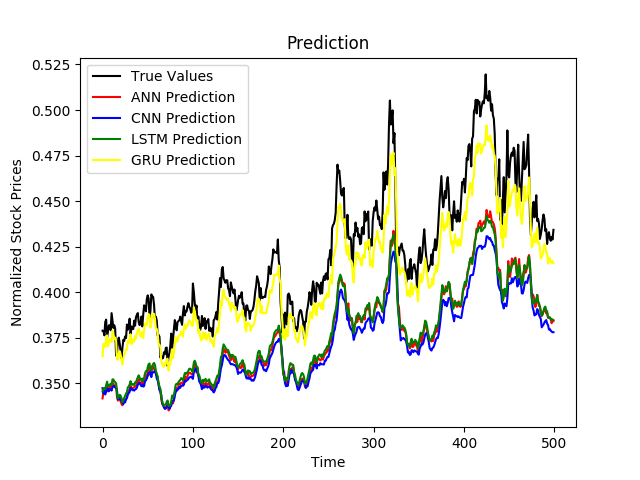 Prediction
0.525
0.500
0.475
0.450
0.425
0.400
0.375
0.350
Normalized Stock Prices
True Values
ANN Prediction
CNN Prediction
LSTM Prediction
GRU Prediction
0 100 200 300 400 500
Time